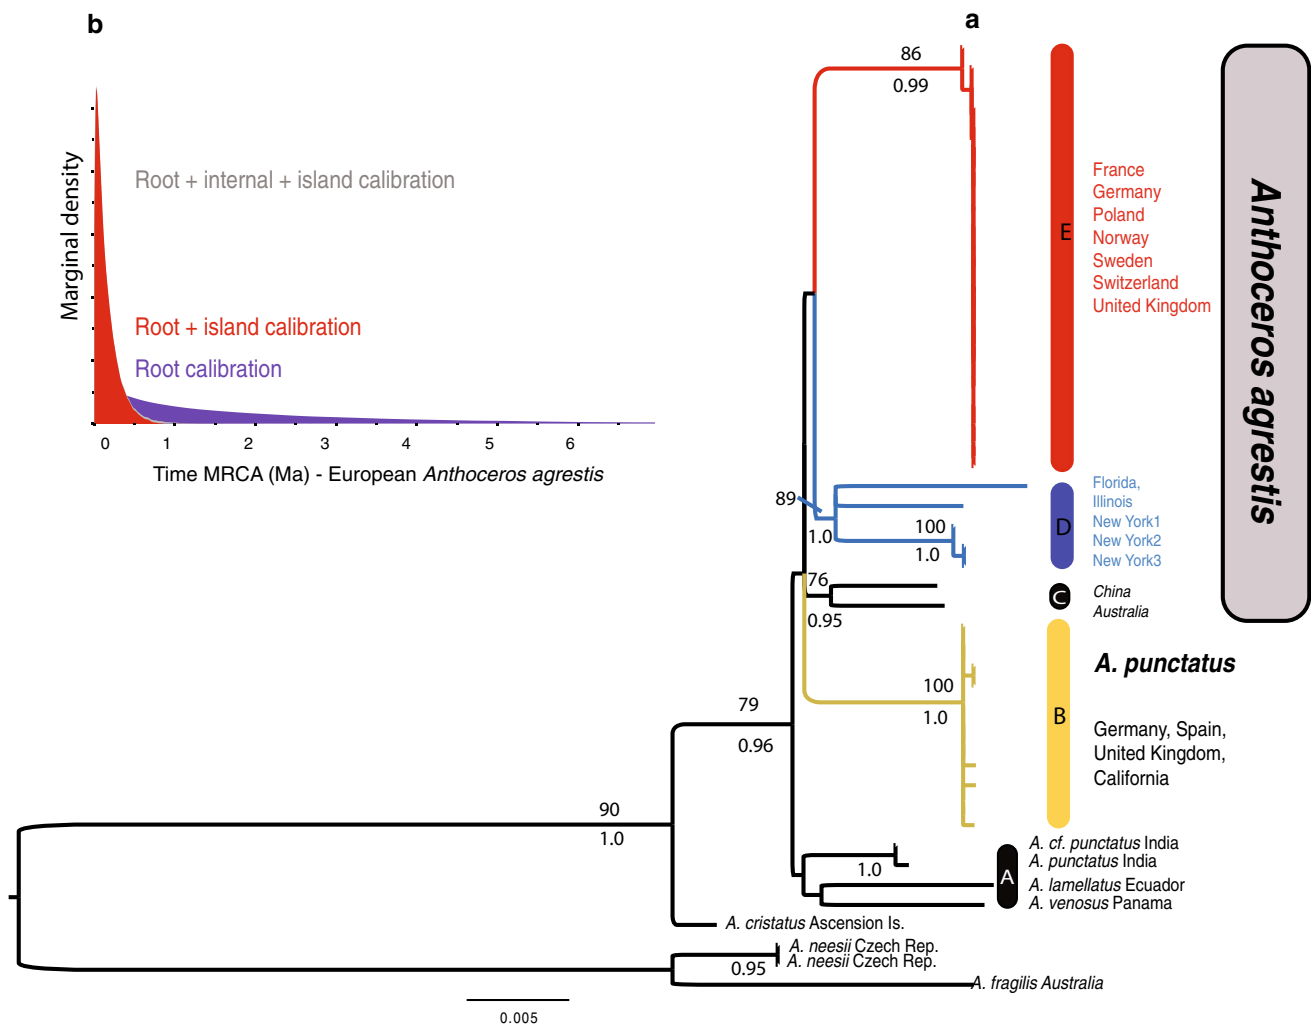 b
Marginal density
Root + internal + island calibration
Root + island calibration
Root calibration
0 1 2 3 4 5 6
Time MRCA (Ma) - European Anthoceros agrestis
a
86
0.99
E
France
Germany
Poland
Norway
Sweden
Switzerland
United Kingdom
Anthoceros agrestis
89
1.0
100
1.0
D
Florida,
Illinois
New York1
New York2
New York3
76
0.95
C
China
Australia
A. punctatus
100
1.0
B
Germany, Spain,
United Kingdom,
California
79
0.96
90
1.0
1.0
A
A. cf. punctatus India
A. punctatus India
A. lamellatus Ecuador
A. venosus Panama
A. cristatus Ascension Is.
0.95
A. neesii Czech Rep.
A. neesii Czech Rep.
A. fragilis Australia
0.005